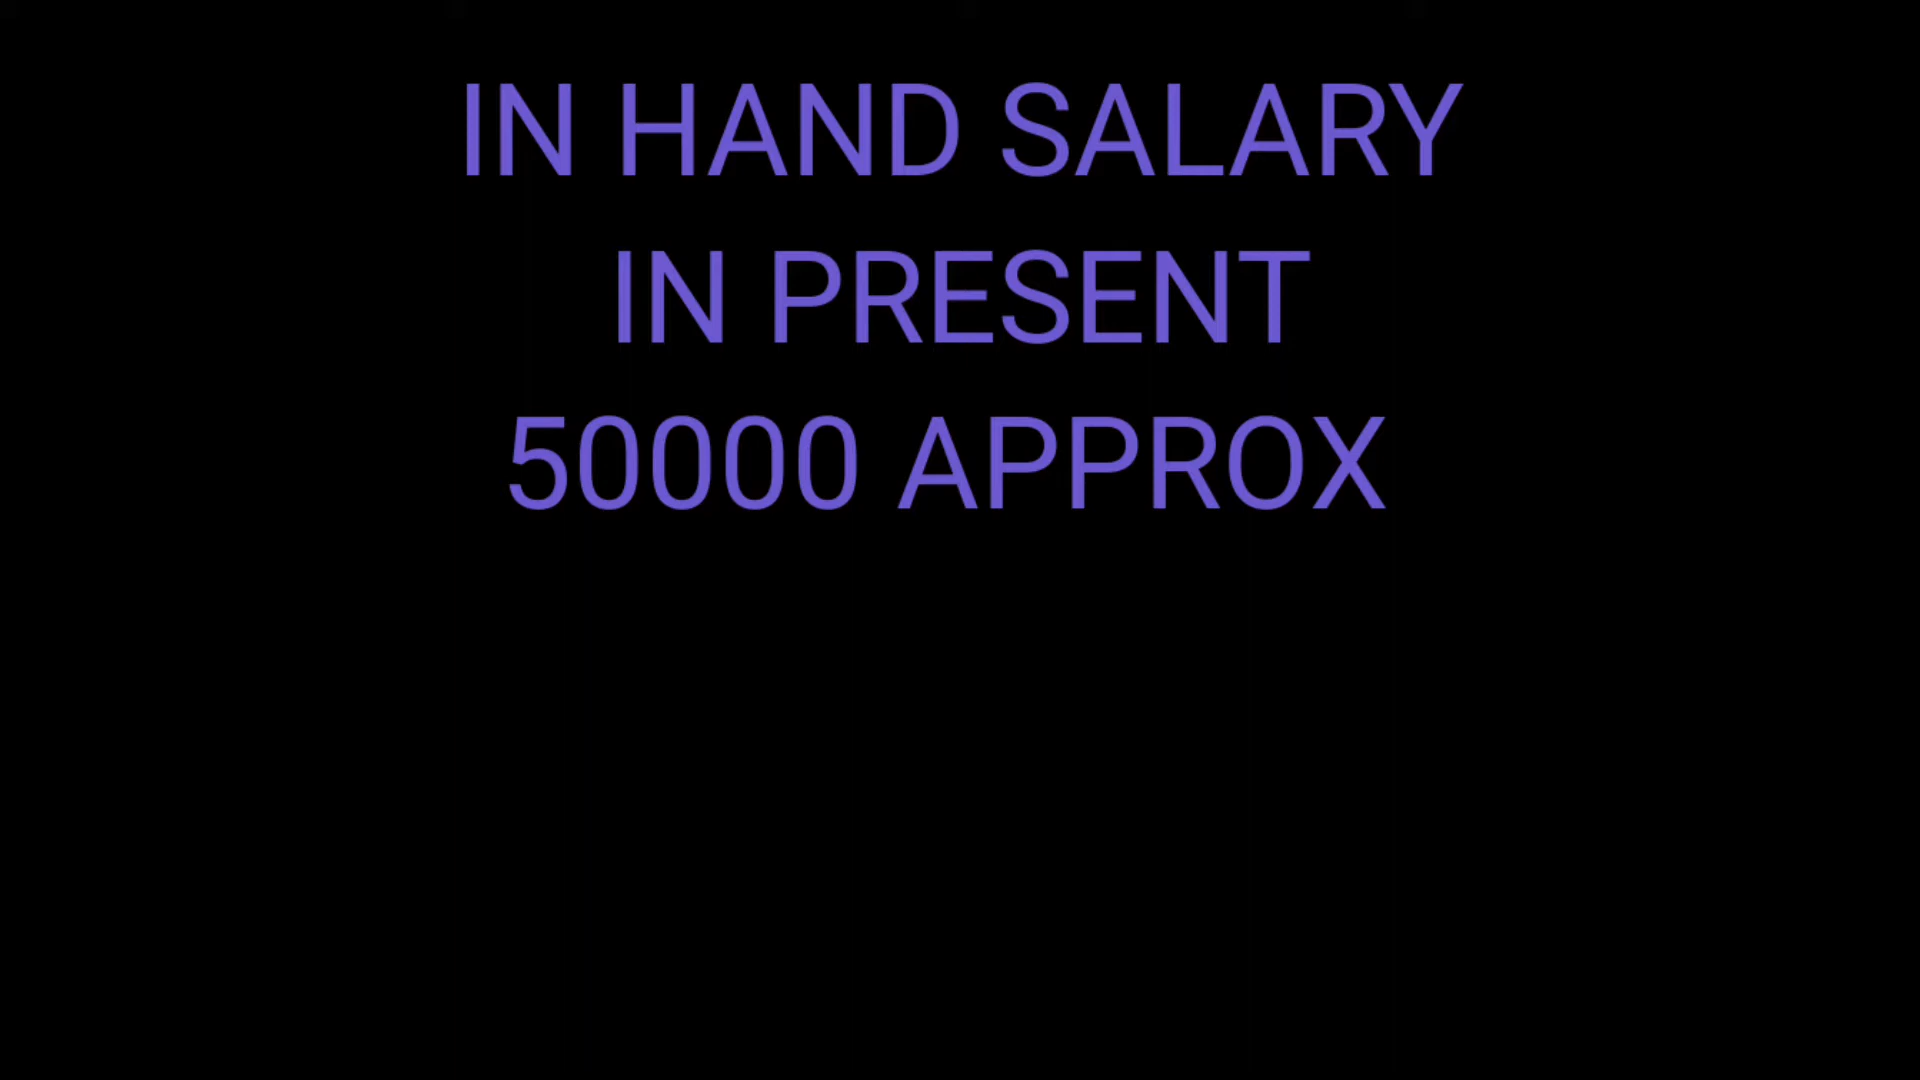 IN HAND SALARY
IN PRESENT
50000 APPROX